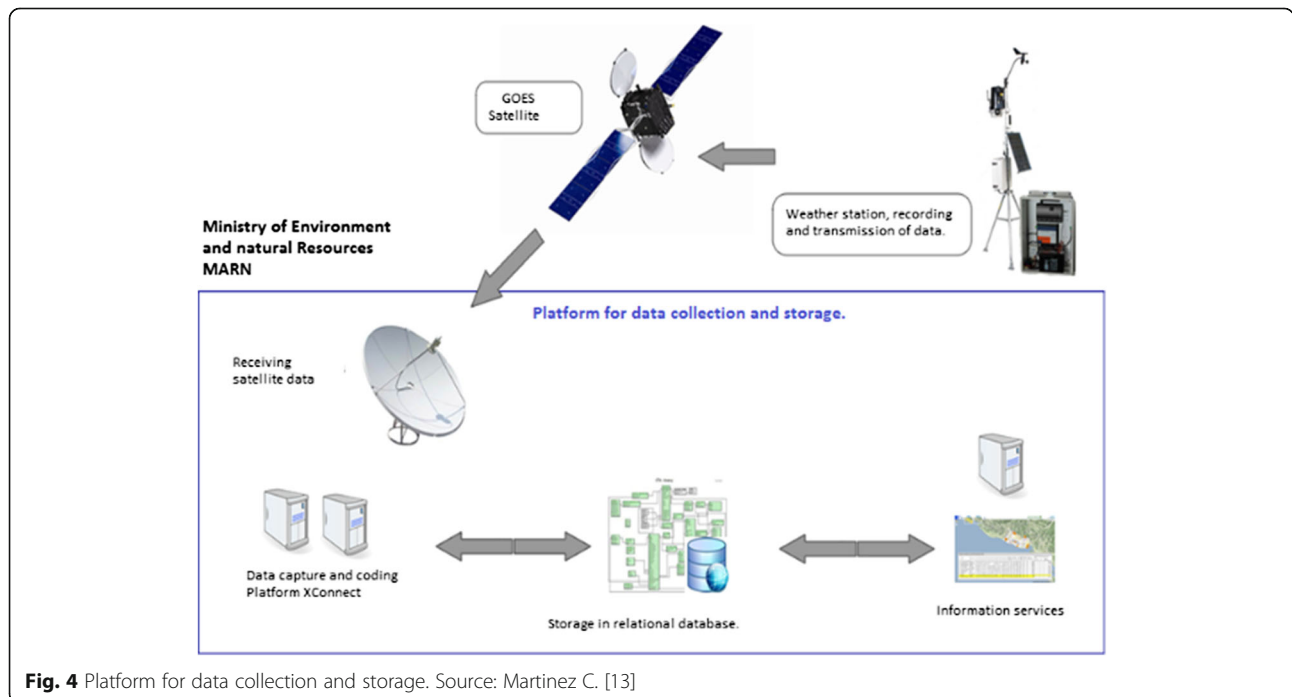 GOES
Satellite
Weather station, recording
and transmission of data.
Ministry of Environment
and natural Resources
MARN
Platform for data collection and storage.
Receiving
satellite data
Data capture and coding
Platform XConnect
Storage in relational database.
Information services
Fig. 4 Platform for data collection and storage. Source: Martinez C. [13]